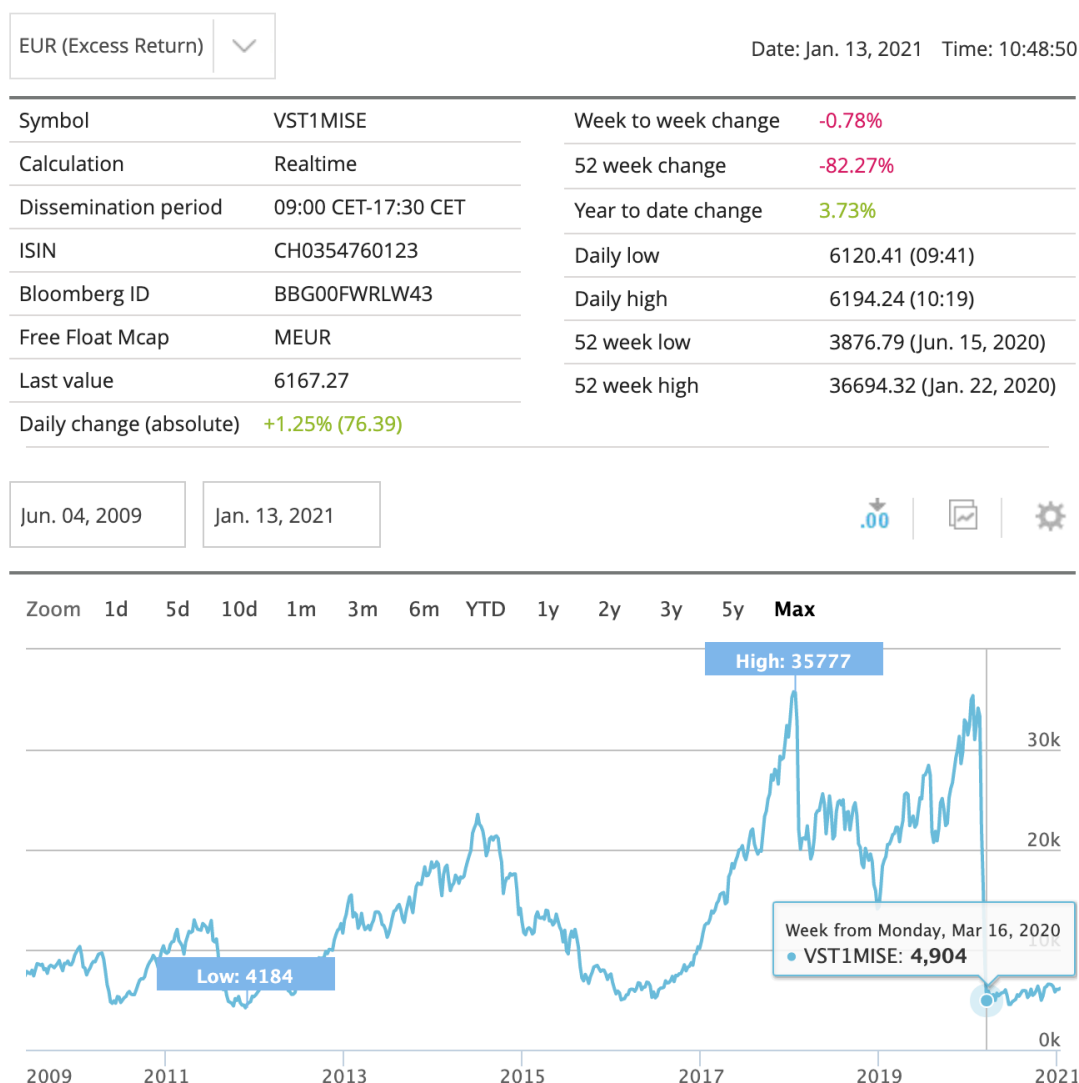 EUR (Excess Return)
Date: Jan. 13, 2021 Time: 10:48:50
Symbol VST1MISE
Calculation Realtime
Dissemination period 09:00 CET-17:30 CET
ISIN CH0354760123
Bloomberg ID BBG00FWRLW43
Free Float Mcap MEUR
Last value 6167.27
Daily change (absolute) +1.25% (76.39)
Week to week change -0.78%
52 week change -82.27%
Year to date change 3.73%
Daily low 6120.41 (09:41)
Daily high 6194.24 (10:19)
52 week low 3876.79 (Jun. 15, 2020)
52 week high 36694.32 (Jan. 22, 2020)
Jun. 04, 2009 Jan. 13, 2021
.00
Zoom 1d 5d 10d 1m 3m 6m YTD 1y 2y 3y 5y Max
High: 35777
30k
20k
Week from Monday, Mar 16, 2020
10k
VST1MISE: 4,904
Low: 4184
0k
2009 2011 2013 2015 2017 2019 2021